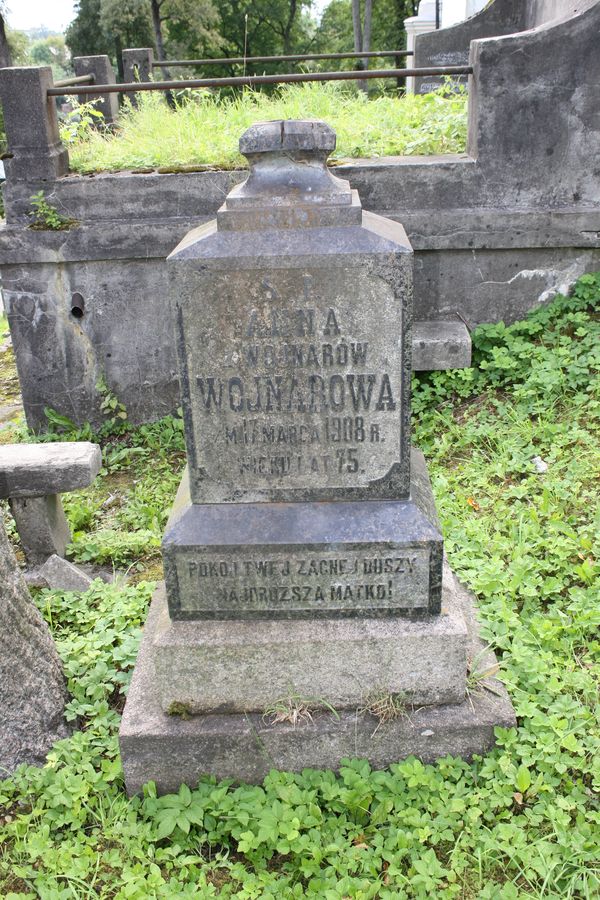 S. P.
ANNA
Z WOJNARÓW
WOJNAROWA
17 MARCA 1908 R.
WIEKU LAT 75.
POKÓJ TWEJ ZACNEJ DUSZY
NAJDROŻSZA MATKO!